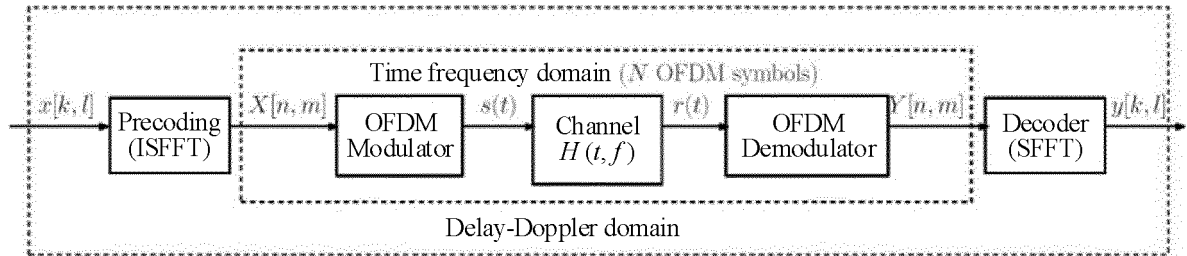 Time frequency domain (N OFDM symbols)
x[k, l]
Precoding
(ISFFT)
X[n, m]
OFDM
Modulator
s(t)
Channel
H (t, f)
r(t)
OFDM
Demodulator
Y[n, m]
Decoder
(SFFT)
y[k, l]
Delay-Doppler domain